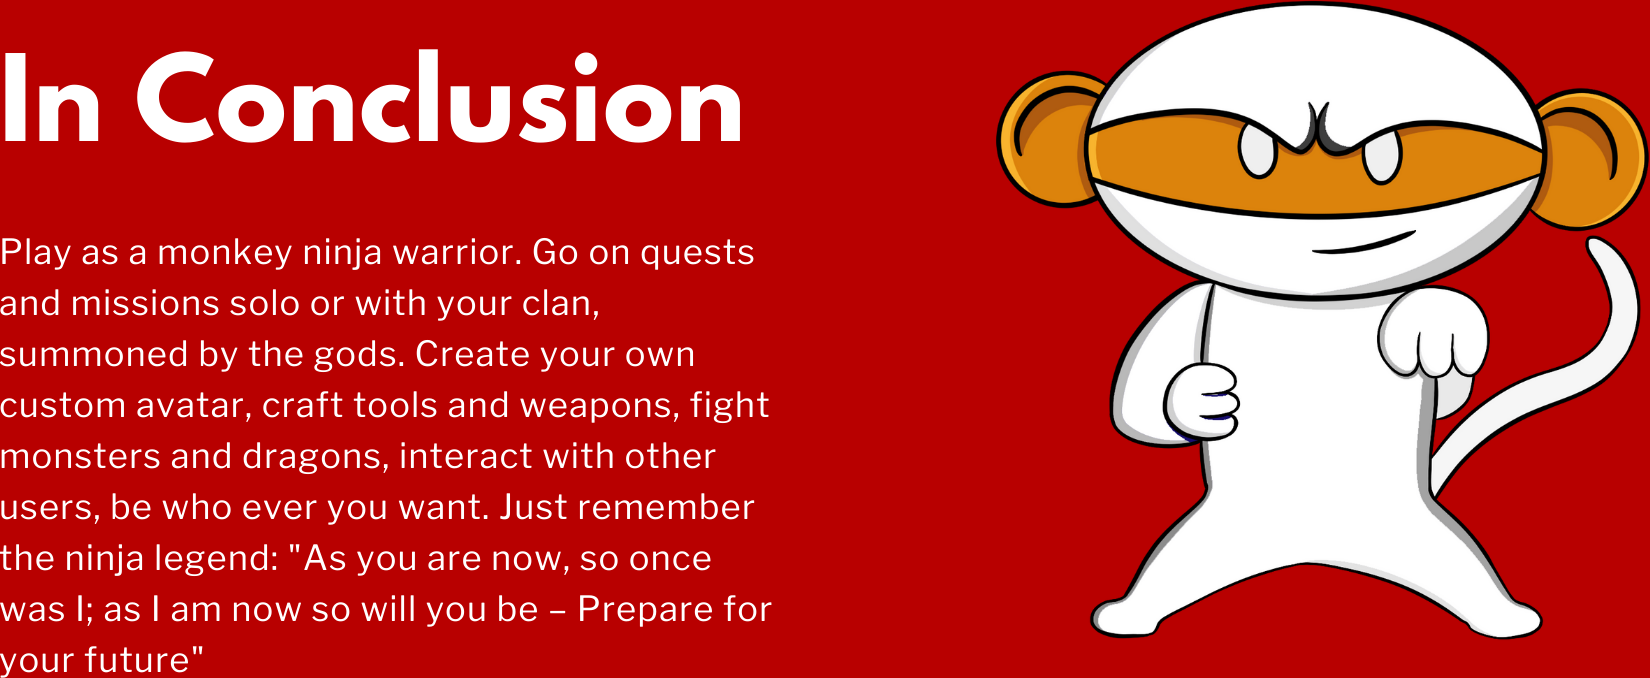 In Conclusion
Play as a monkey ninja warrior. Go on quests
and missions solo or with your clan,
summoned by the gods. Create your own
custom avatar, craft tools and weapons, fight
monsters and dragons, interact with other
users, be who ever you want. Just remember
the ninja legend: "As you are now, so once
was I; as I am now so will you be – Prepare for
your future"